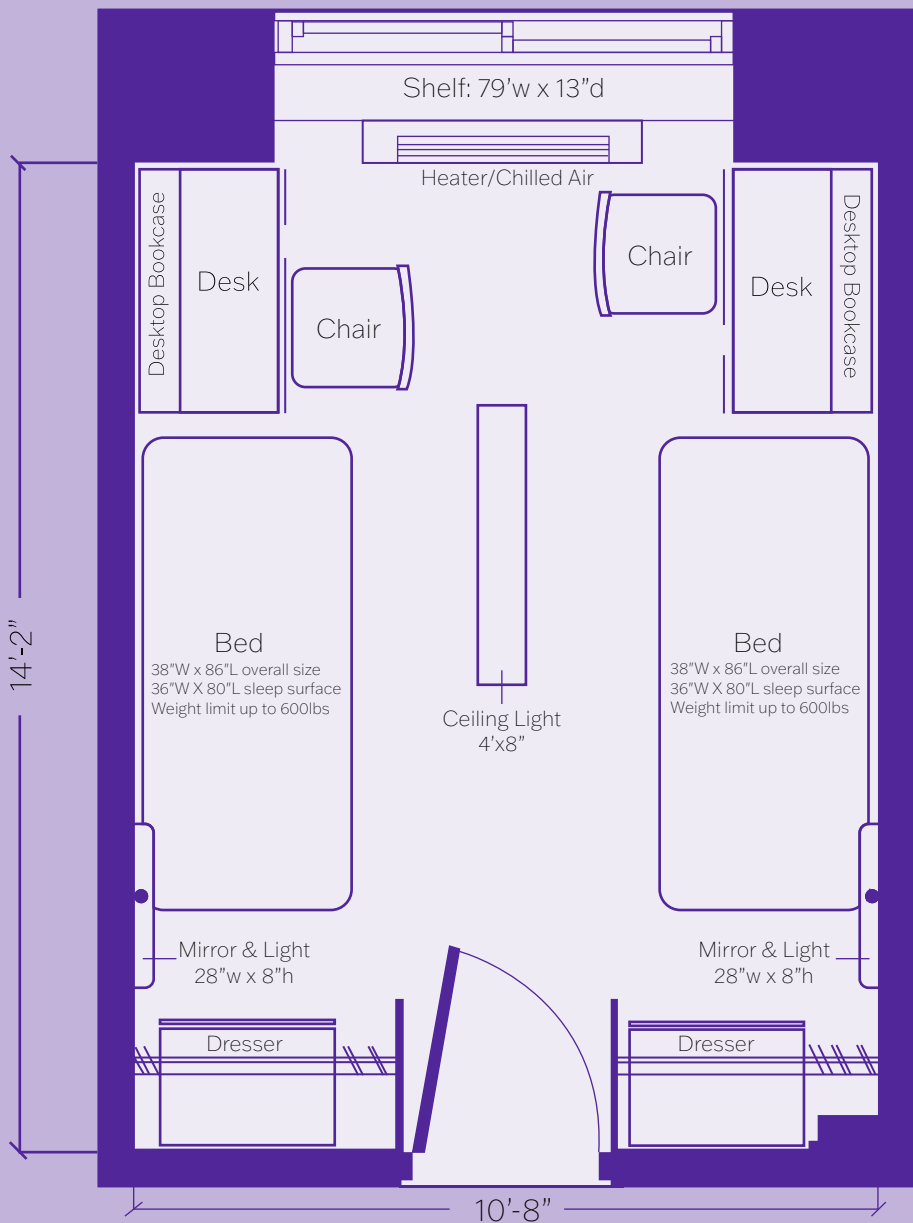 Shelf: 79’w x 13”d
Heater/Chilled Air
Desktop Bookcase
Desk
Chair
Chair
Desk
Desktop Bookcase
14’-2”
Bed
38”W x 86”L overall size
36”W X 80”L sleep surface
Weight limit up to 600lbs
Bed
38”W x 86”L overall size
36”W X 80”L sleep surface
Weight limit up to 600lbs
Ceiling Light
4’x8”
Mirror & Light
28”w x 8”h
Mirror & Light
28”w x 8”h
Dresser
Dresser
10’-8”